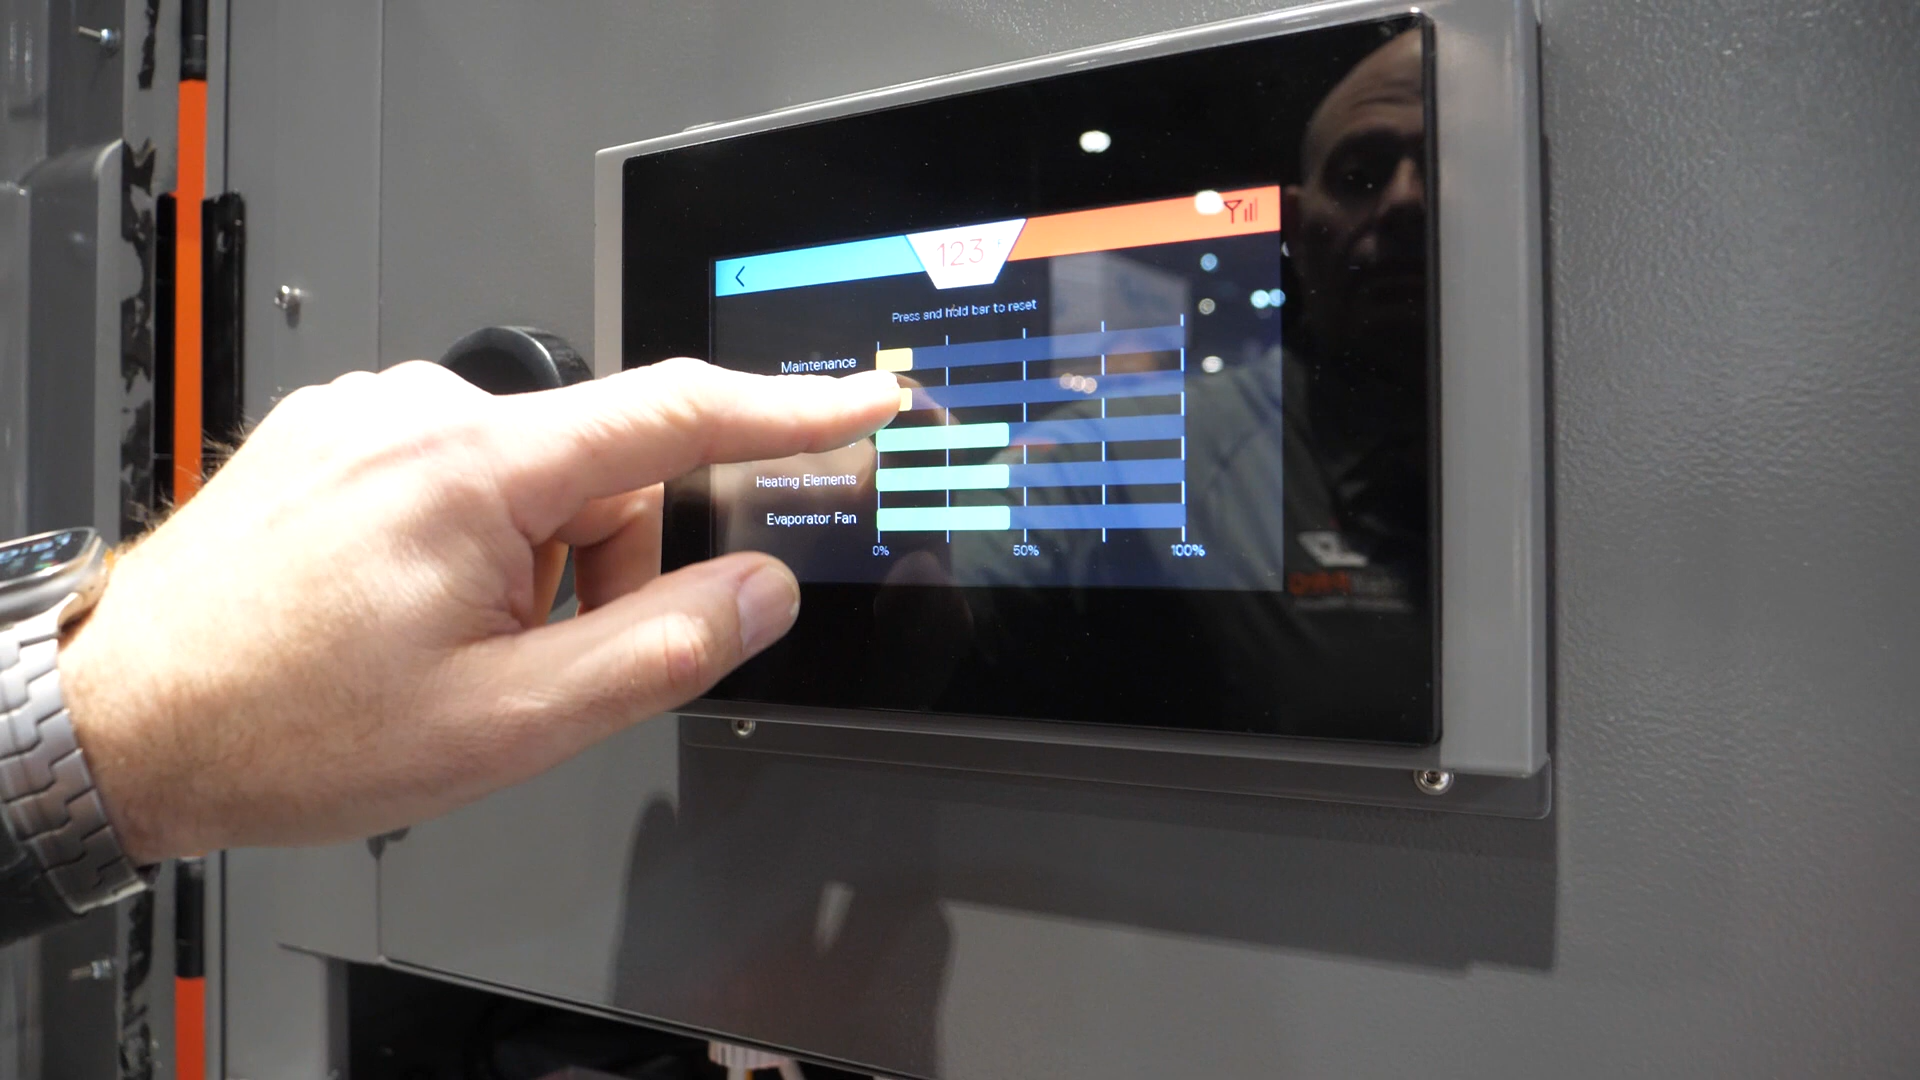 123
Press and hold bar to reset
Maintenance
Heating Elements
Evaporator Fan
0% 50% 100%